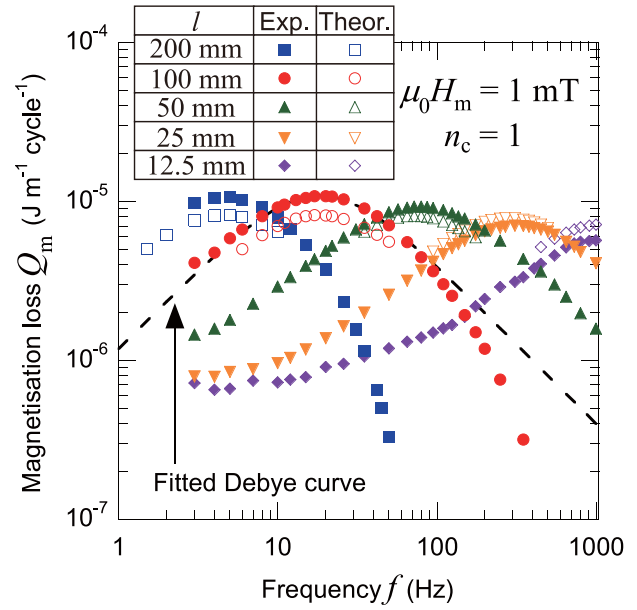 l Exp. Theor.
200 mm
100 mm
50 mm
25 mm
12.5 mm
μ₀Hₘ = 1 mT
n_c = 1
Magnetisation loss Qₘ (J m⁻¹ cycle⁻¹)
10⁻⁴
10⁻⁵
10⁻⁶
10⁻⁷
Fitted Debye curve
1 10 100 1000
Frequency f (Hz)